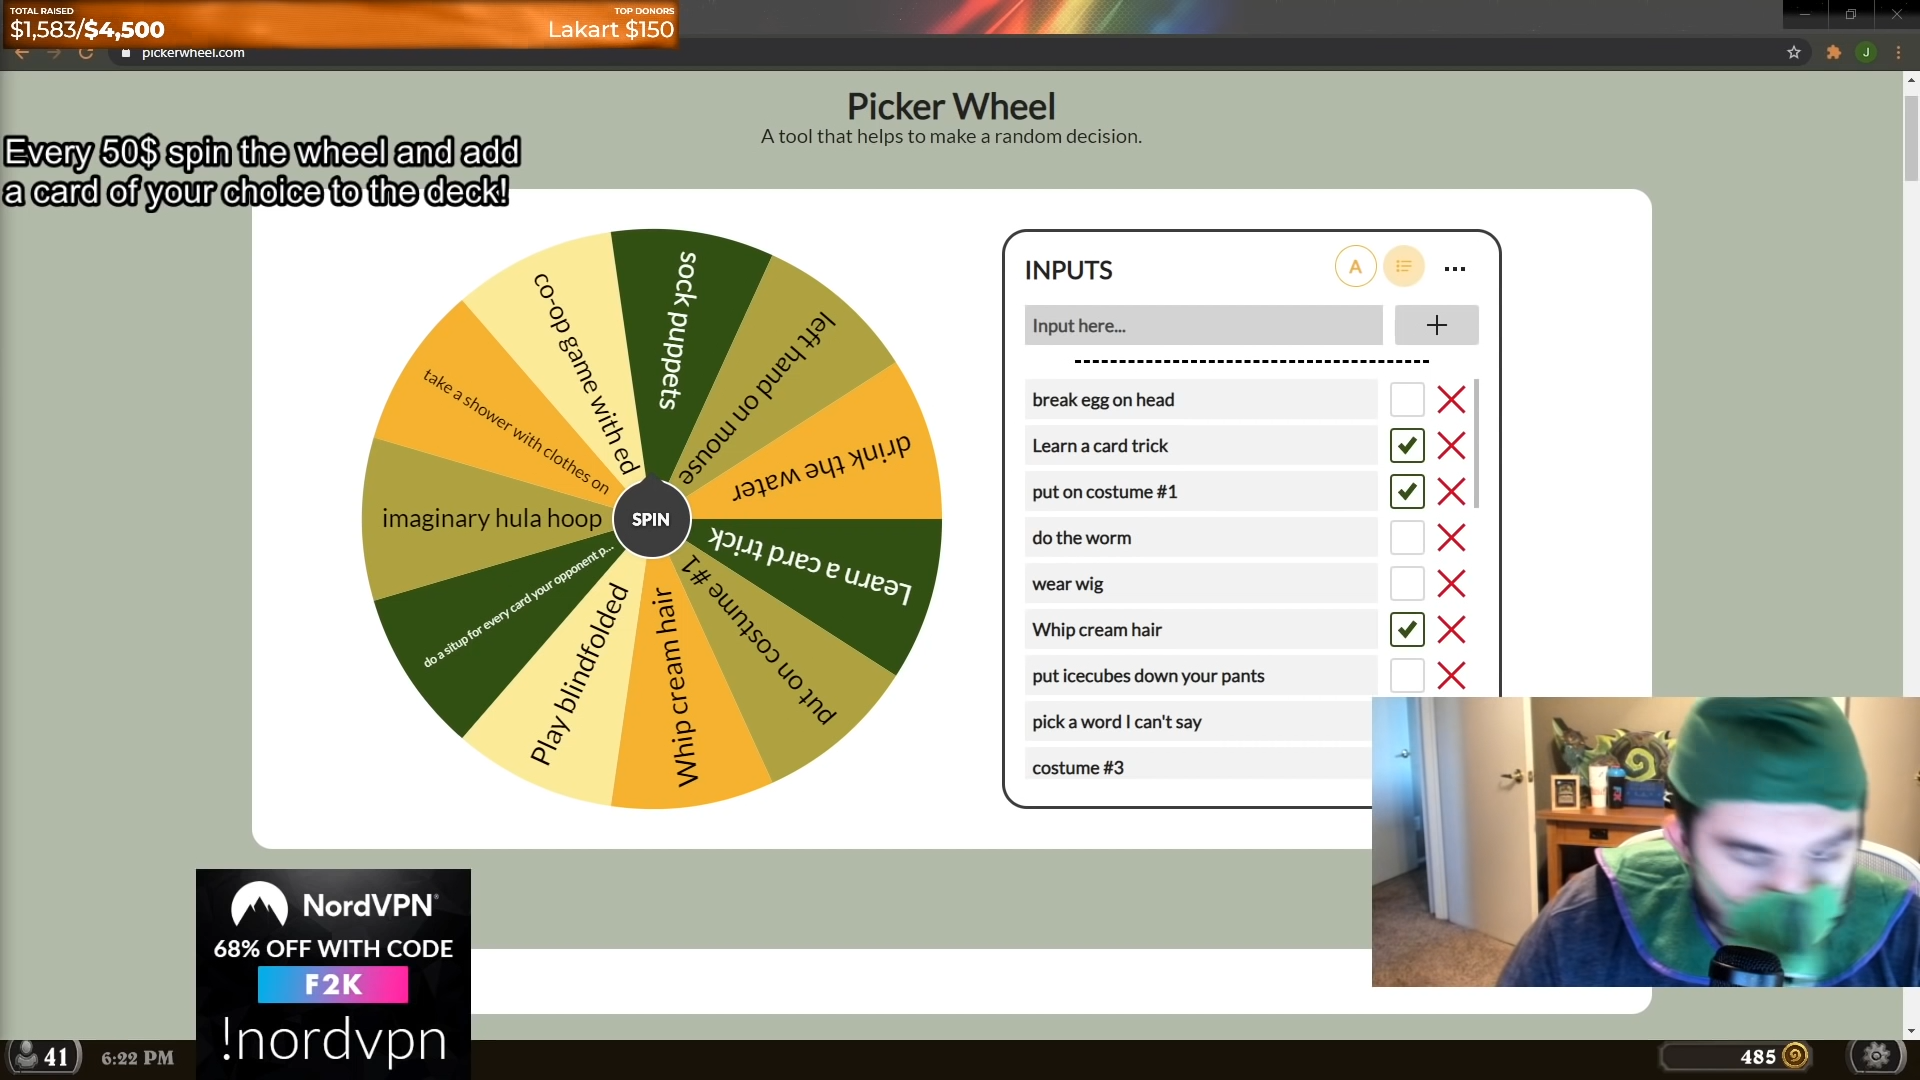 TOTAL RAISED
$1,583/$4,500
TOP DONORS
Lakart $150
pickerwheel.com
J
Picker Wheel
A tool that helps to make a random decision.
Every 50$ spin the wheel and add
a card of your choice to the deck!
sock puppets
left hand on mouse
drink the water
Learn a card trick
put on costume #1
Whip cream hair
Play blindfolded
do a situp for every card your opponent p...
imaginary hula hoop
take a shower with clothes on
co-op game with ed
SPIN
INPUTS
A
...
Input here...
+
break egg on head
Learn a card trick
put on costume #1
do the worm
wear wig
Whip cream hair
put icecubes down your pants
pick a word I can't say
costume #3
NordVPN®
68% OFF WITH CODE
F2K
!nordvpn
41
6:22 PM
485